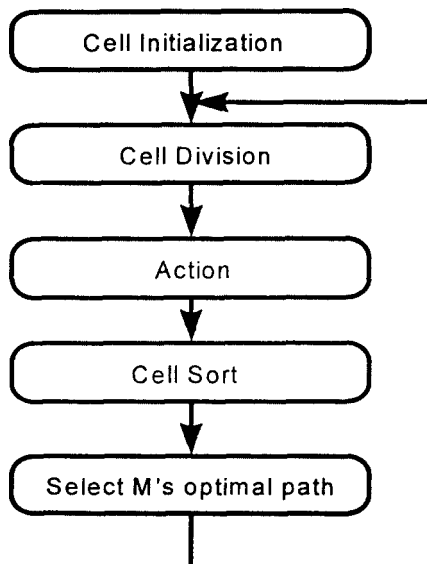 Cell Initialization
Cell Division
Action
Cell Sort
Select M's optimal path